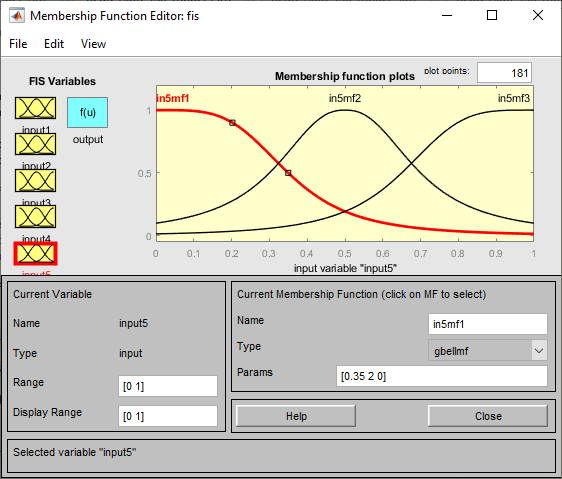 Membership Function Editor: fis
File Edit View
FIS Variables
input1
input2
input3
input4
input5
f(u)
output
Membership function plots
plot points: 181
in5mf1 in5mf2 in5mf3
1
0.5
0
0 0.1 0.2 0.3 0.4 0.5 0.6 0.7 0.8 0.9 1
input variable "input5"
Current Variable
Name input5
Type input
Range [0 1]
Display Range [0 1]
Current Membership Function (click on MF to select)
Name in5mf1
Type gbellmf
Params [0.35 2 0]
Help Close
Selected variable "input5"